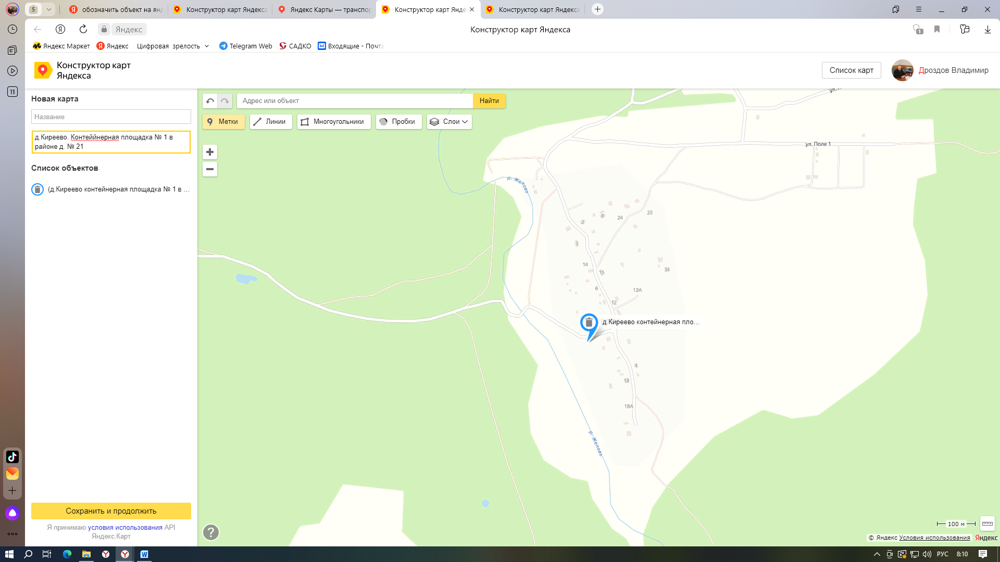 5
обозначить объект на янд
Конструктор карт Яндекса
Яндекс Карты — транспор
Конструктор карт Яндe
Конструктор карт Яндекса
Яндекс
Конструктор карт Яндекса
1
Яндекс Маркет
Яндекс
Цифровая зрелость
Telegram Web
САДКО
Входящие - Почта
11
Конструктор карт
Яндекса
Список карт
Дроздов Владимир
Новая карта
Название
д.Киреево. Контеййнерная площадка № 1 в
районе д. № 21
Список объектов
(д.Киреево контейнерная площадка № 1 в ...
Сохранить и продолжить
Я принимаю условия использования API
Яндекс.Карт
Адрес или объект
Найти
Метки
Линии
Многоугольники
Пробки
Слои
ул. Поле 1
р. Желовь
23
8
24
2
3
14
15
34
6
12А
12
д.Киреево контейнерная пло...
4
18
18А
р. Желовь
?
100 м
© Яндекс Условия использования
Яндекс
РУС
8:10